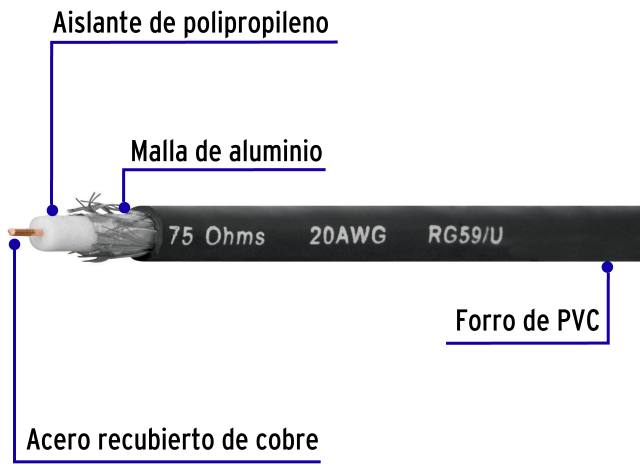 Aislante de polipropileno
Malla de aluminio
75 Ohms 20AWG RG59/U
Forro de PVC
Acero recubierto de cobre